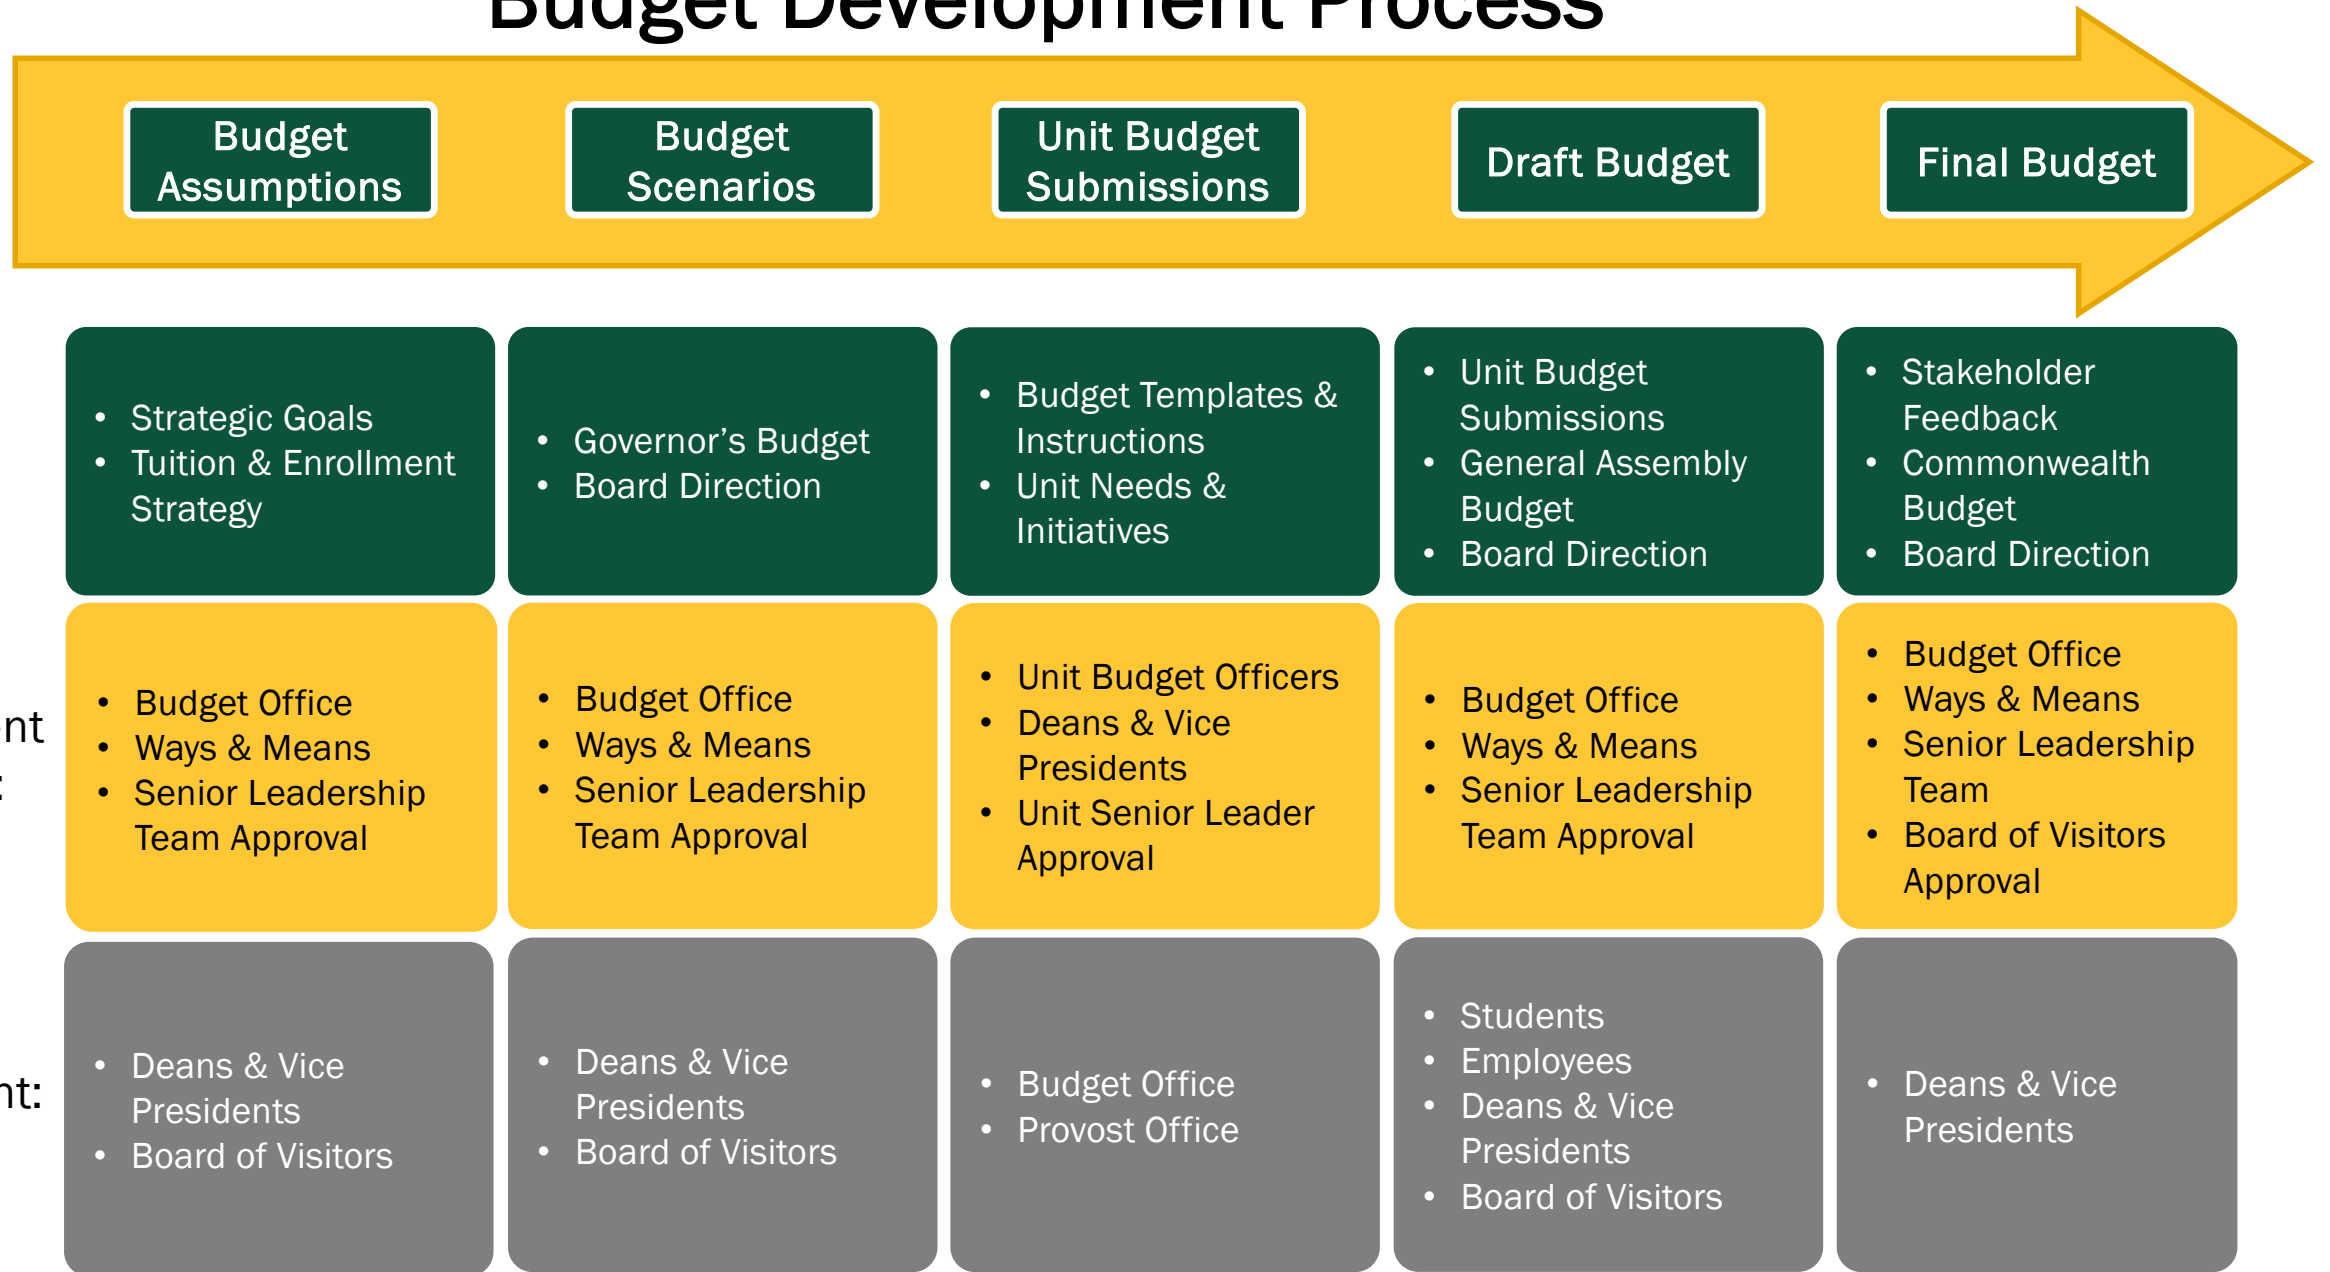 Budget Development Process
Budget
Assumptions
Budget
Scenarios
Unit Budget
Submissions
Draft Budget
Final Budget
• Strategic Goals
• Tuition & Enrollment
Strategy
• Governor’s Budget
• Board Direction
• Budget Templates &
Instructions
• Unit Needs &
Initiatives
• Unit Budget
Submissions
• General Assembly
Budget
• Board Direction
• Stakeholder
Feedback
• Commonwealth
Budget
• Board Direction
nt
:
• Budget Office
• Ways & Means
• Senior Leadership
Team Approval
• Budget Office
• Ways & Means
• Senior Leadership
Team Approval
• Unit Budget Officers
• Deans & Vice
Presidents
• Unit Senior Leader
Approval
• Budget Office
• Ways & Means
• Senior Leadership
Team Approval
• Budget Office
• Ways & Means
• Senior Leadership
Team
• Board of Visitors
Approval
nt:
• Deans & Vice
Presidents
• Board of Visitors
• Deans & Vice
Presidents
• Board of Visitors
• Budget Office
• Provost Office
• Students
• Employees
• Deans & Vice
Presidents
• Board of Visitors
• Deans & Vice
Presidents